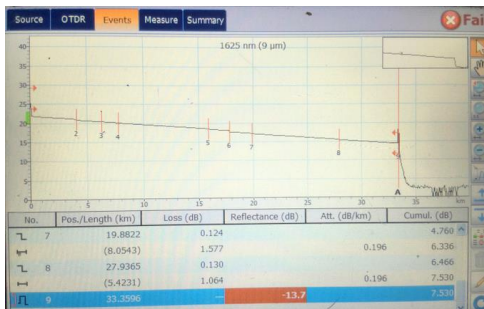 Source OTDR Events Measure Summary Fai
1625 nm (9 µm)
40
35
30
25
20
15
10
5
0
2 3 4 5 6 7 8 A
0 5 10 15 20 25 30 35 km
No. Pos./Length (km) Loss (dB) Reflectance (dB) Att. (dB/km) Cumul. (dB)
7 19.8822 0.124 4.760
(8.0543) 1.577 0.196 6.336
8 27.9365 0.130 6.466
(5.4231) 1.064 0.196 7.530
9 33.3596 --- -13.7 7.530